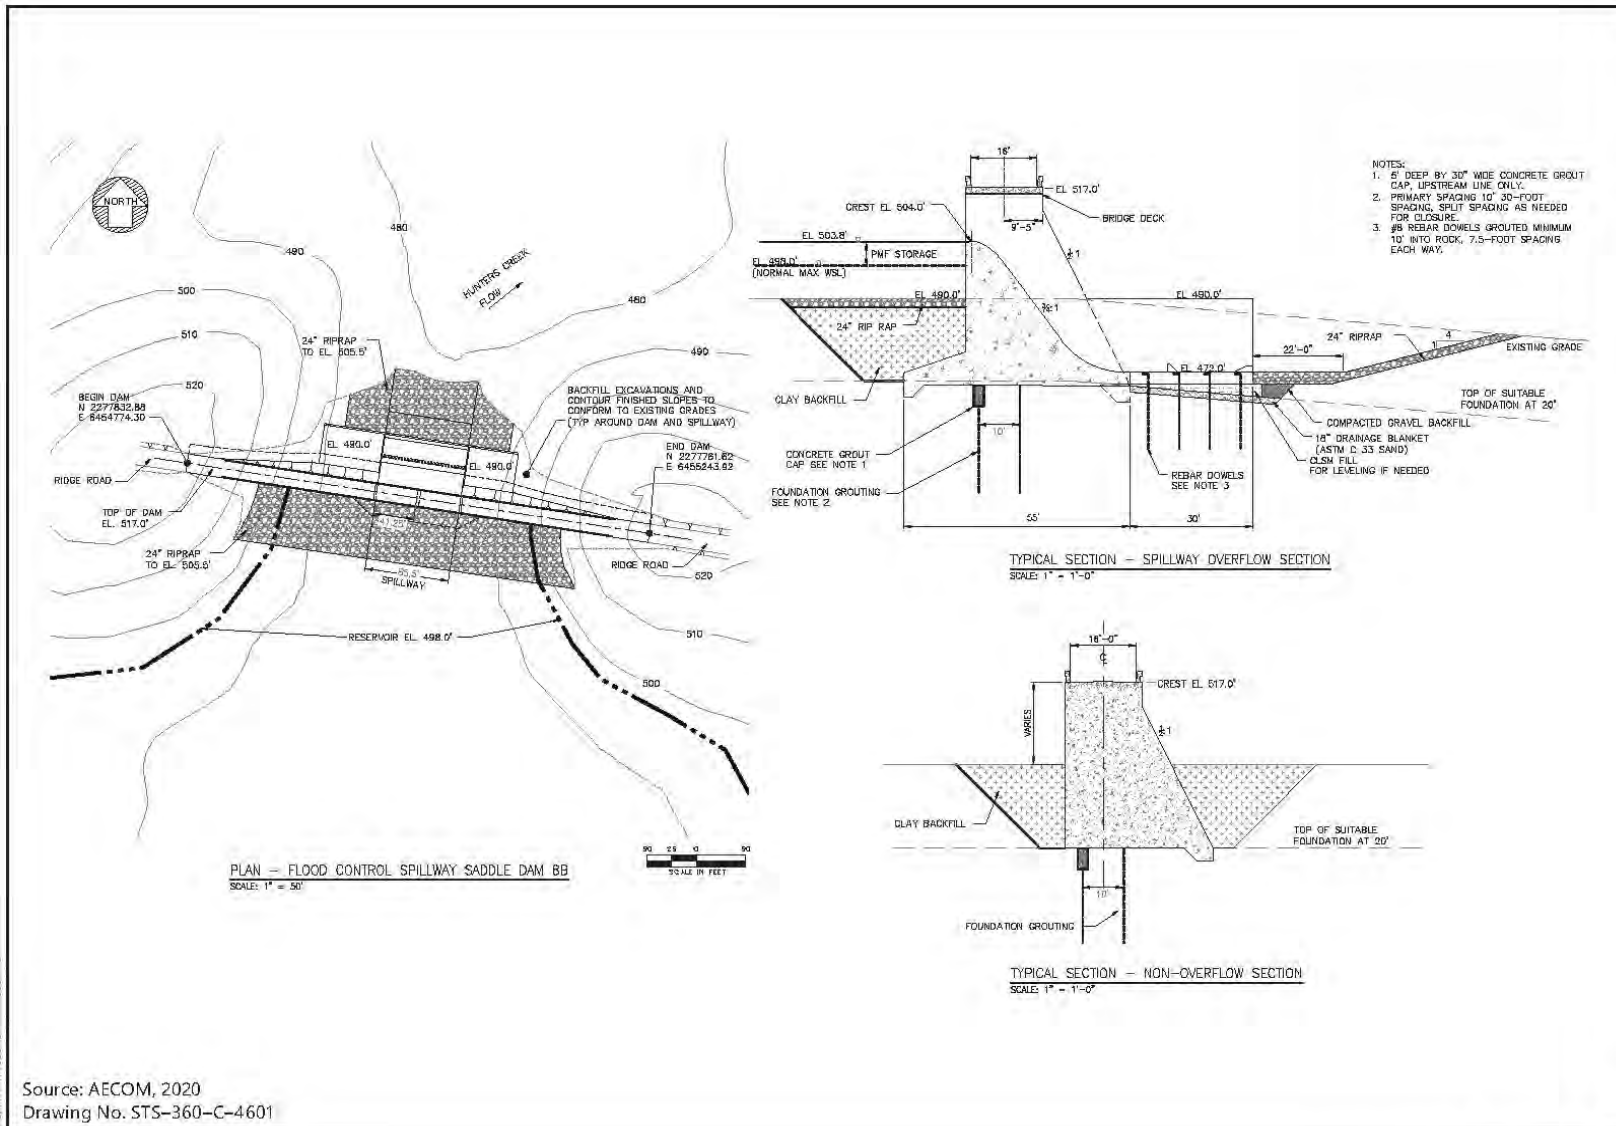 NORTH
480
480
480
490
490
500
500
510
510
520
520
HUNTERS CREEK
FLOW
24" RIPRAP
TO EL. 505.5'
BEGIN DAM
N 2277832.88
E 6454774.30
BACKFILL EXCAVATIONS AND
CONTOUR FINISHED SLOPES TO
CONFORM TO EXISTING GRADES
(TYP AROUND DAM AND SPILLWAY)
END DAM
EL 490.0'
EL 490.0'
RIDGE ROAD
TOP OF DAM
EL. 517.0'
24" RIPRAP
TO EL. 505.5'
SPILLWAY
RIDGE ROAD
RESERVOIR EL. 498.0'
PLAN – FLOOD CONTROL SPILLWAY SADDLE DAM BB
SCALE: 1" = 50'
50 25 0 50
SCALE IN FEET
16'
EL 517.0'
BRIDGE DECK
9'-5"
CREST EL 504.0'
EL 503.8'
PMF STORAGE
EL 498.0'
(NORMAL MAX WSL)
EL 490.0'
EL 490.0'
24" RIP RAP
24" RIPRAP
22'-0"
4
1
EXISTING GRADE
EL 472.0'
CLAY BACKFILL
TOP OF SUITABLE
FOUNDATION AT 20'
COMPACTED GRAVEL BACKFILL
18" DRAINAGE BLANKET
(ASTM C 33 SAND)
CLSM FILL
FOR LEVELING IF NEEDED
10'
CONCRETE GROUT
CAP SEE NOTE 1
FOUNDATION GROUTING
SEE NOTE 2
REBAR DOWELS
SEE NOTE 3
55'
30'
TYPICAL SECTION – SPILLWAY OVERFLOW SECTION
SCALE: 1" – 1'-0"
NOTES:
1. 5' DEEP BY 30" WIDE CONCRETE GROUT
CAP, UPSTREAM LINE ONLY.
2. PRIMARY SPACING 10' 30-FOOT
SPACING, SPLIT SPACING AS NEEDED
FOR CLOSURE.
3. REBAR DOWELS GROUTED MINIMUM
10' INTO ROCK, 7.5-FOOT SPACING
EACH WAY.
16'-0"
CREST EL 517.0'
VARIES
CLAY BACKFILL
TOP OF SUITABLE
FOUNDATION AT 20'
10'
FOUNDATION GROUTING
TYPICAL SECTION – NON-OVERFLOW SECTION
SCALE: 1" – 1'-0"
Source: AECOM, 2020
Drawing No. STS–360–C–4601